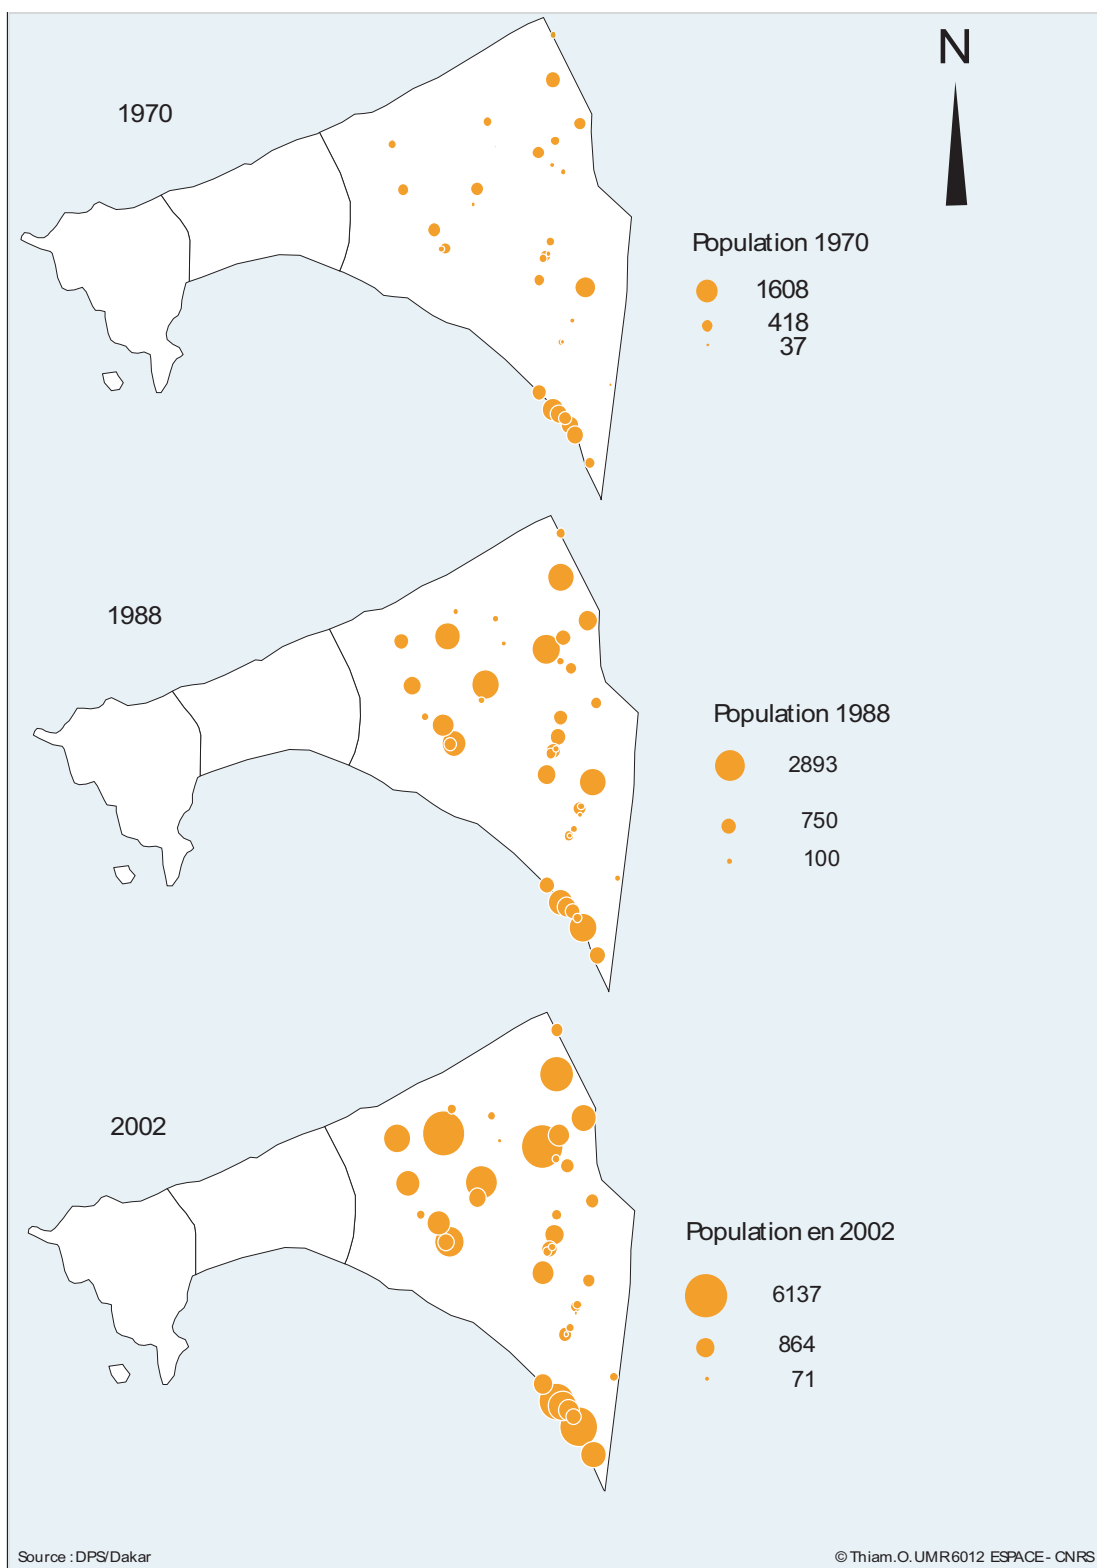 N
1970
Population 1970
1608
418
37
1988
Population 1988
2893
750
100
2002
Population en 2002
6137
864
71
Source : DPS/Dakar
© Thiam.O. UMR6012 ESPACE - CNRS